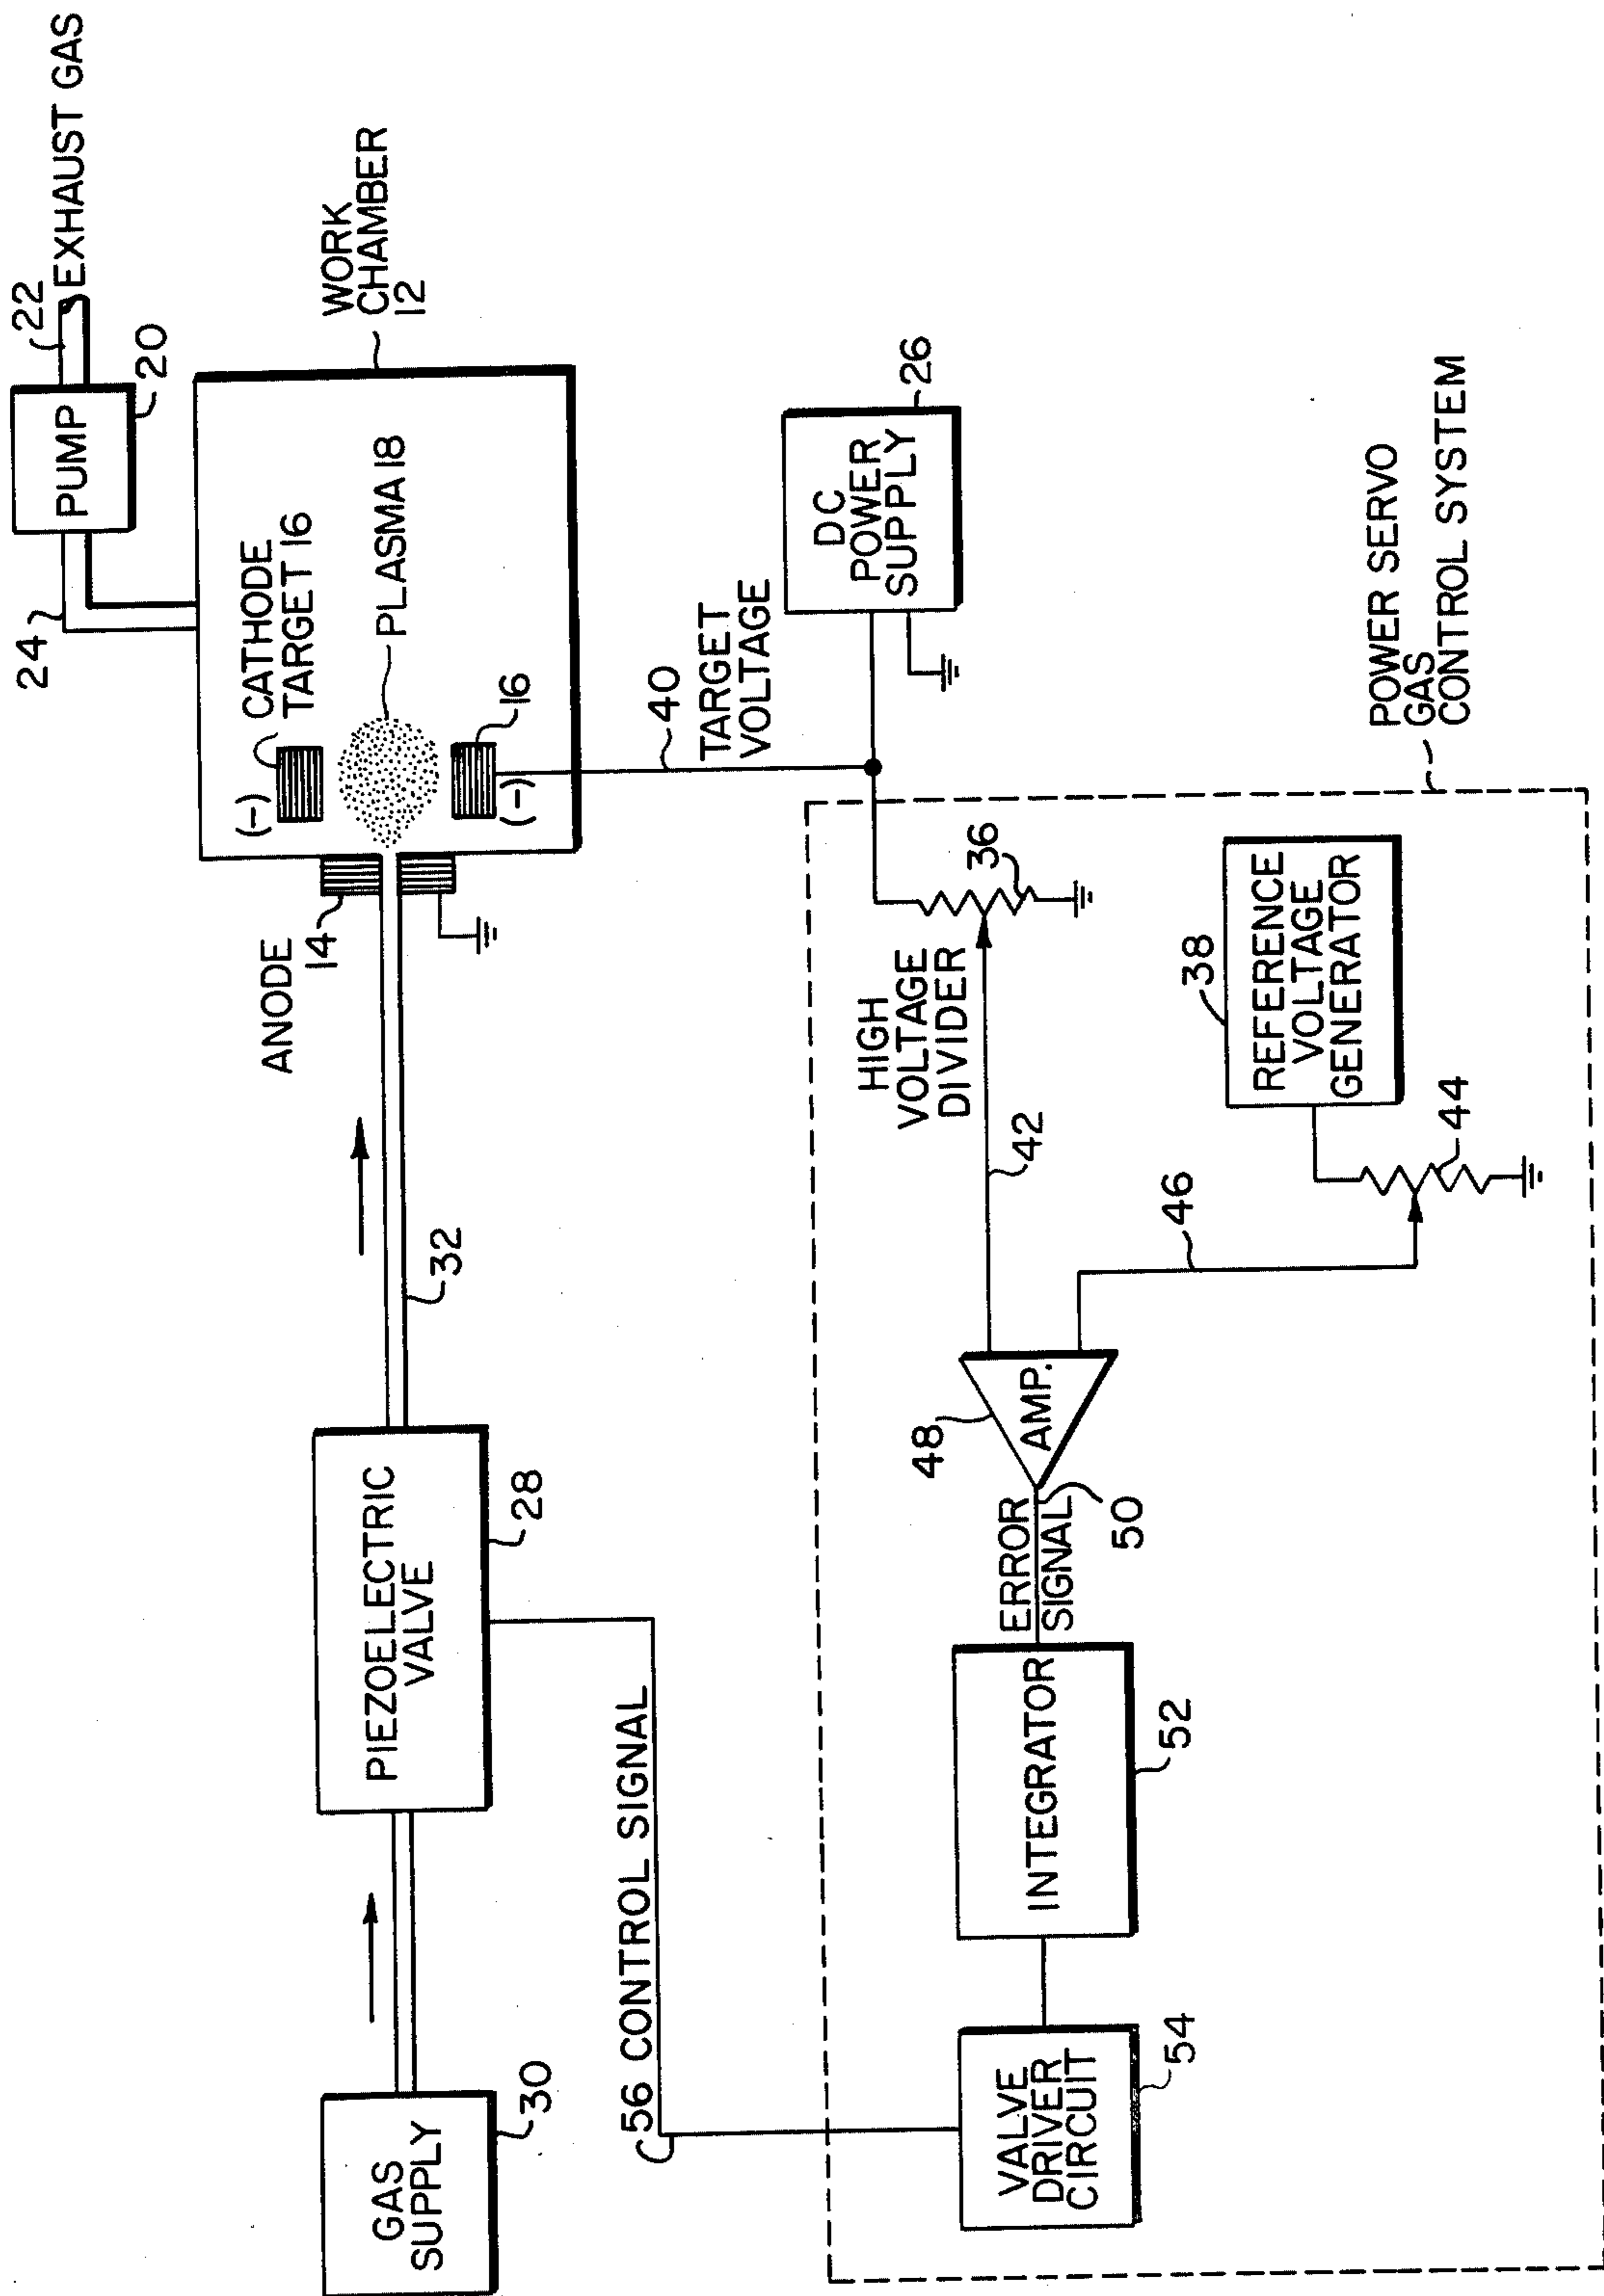 22
EXHAUST GAS
PUMP
20
24
WORK
CHAMBER
12
CATHODE
TARGET 16
(-)
PLASMA 18
16
(-)
ANODE
14
32
PIEZOELECTRIC
VALVE
28
GAS
SUPPLY
30
40
TARGET
VOLTAGE
DC
POWER
SUPPLY
26
56 CONTROL SIGNAL
POWER SERVO
GAS
CONTROL SYSTEM
HIGH
VOLTAGE
DIVIDER
36
42
38
REFERENCE
VOLTAGE
GENERATOR
44
46
48
AMP.
ERROR
SIGNAL
50
INTEGRATOR
52
VALVE
DRIVER
CIRCUIT
54